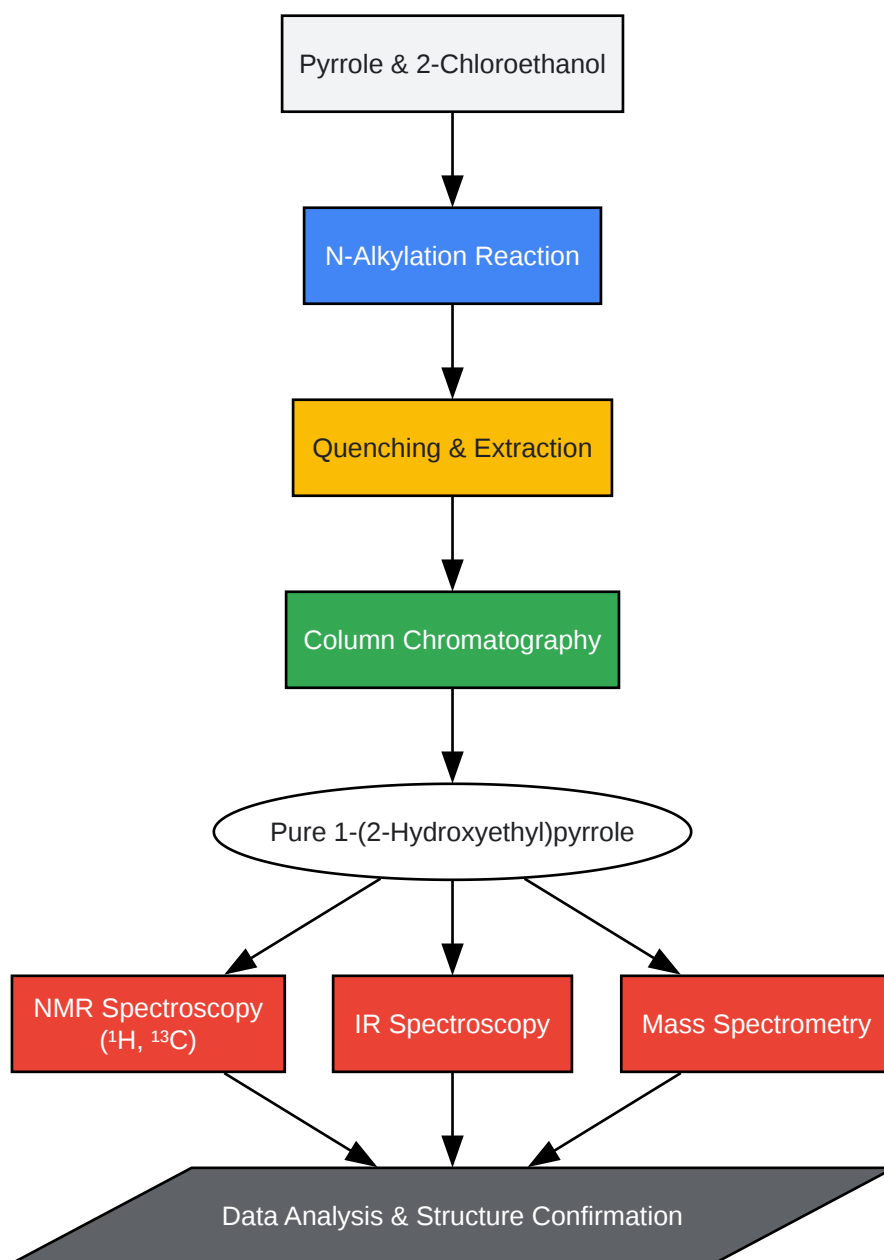 Pyrrole & 2-Chloroethanol
N-Alkylation Reaction
Quenching & Extraction
Column Chromatography
Pure 1-(2-Hydroxyethyl)pyrrole
NMR Spectroscopy
(¹H, ¹³C)
IR Spectroscopy
Mass Spectrometry
Data Analysis & Structure Confirmation